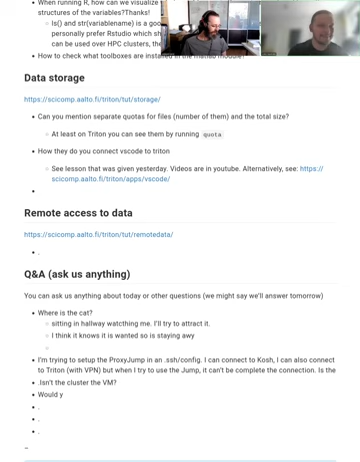 When running R, how can we visualize
structures of the variables?Thanks!
ls() and str(variablename) is a goo
personally prefer Rstudio which sh
can be used over HPC clusters, the
How to check what toolboxes are installed in the matlab module?
Data storage
https://scicomp.aalto.fi/triton/tut/storage/
Can you mention separate quotas for files (number of them) and the total size?
At least on Triton you can see them by running quota
How do they you connect vscode to triton
See lesson that was given yesterday. Videos are in youtube. Alternatively, see: https://
scicomp.aalto.fi/triton/apps/vscode/
Remote access to data
https://scicomp.aalto.fi/triton/tut/remotedata/
.
Q&A (ask us anything)
You can ask us anything about today or other questions (we might say we'll answer tomorrow)
Where is the cat?
sitting in hallway watcthing me. I'll try to attract it.
I think it knows it is wanted so is staying awy
I'm trying to setup the ProxyJump in an .ssh/config. I can connect to Kosh, I can also connect
to Triton (with VPN) but when I try to use the Jump, it can't be the connection. Is the
.Isn't the cluster the VM?
Would y
.
.
.